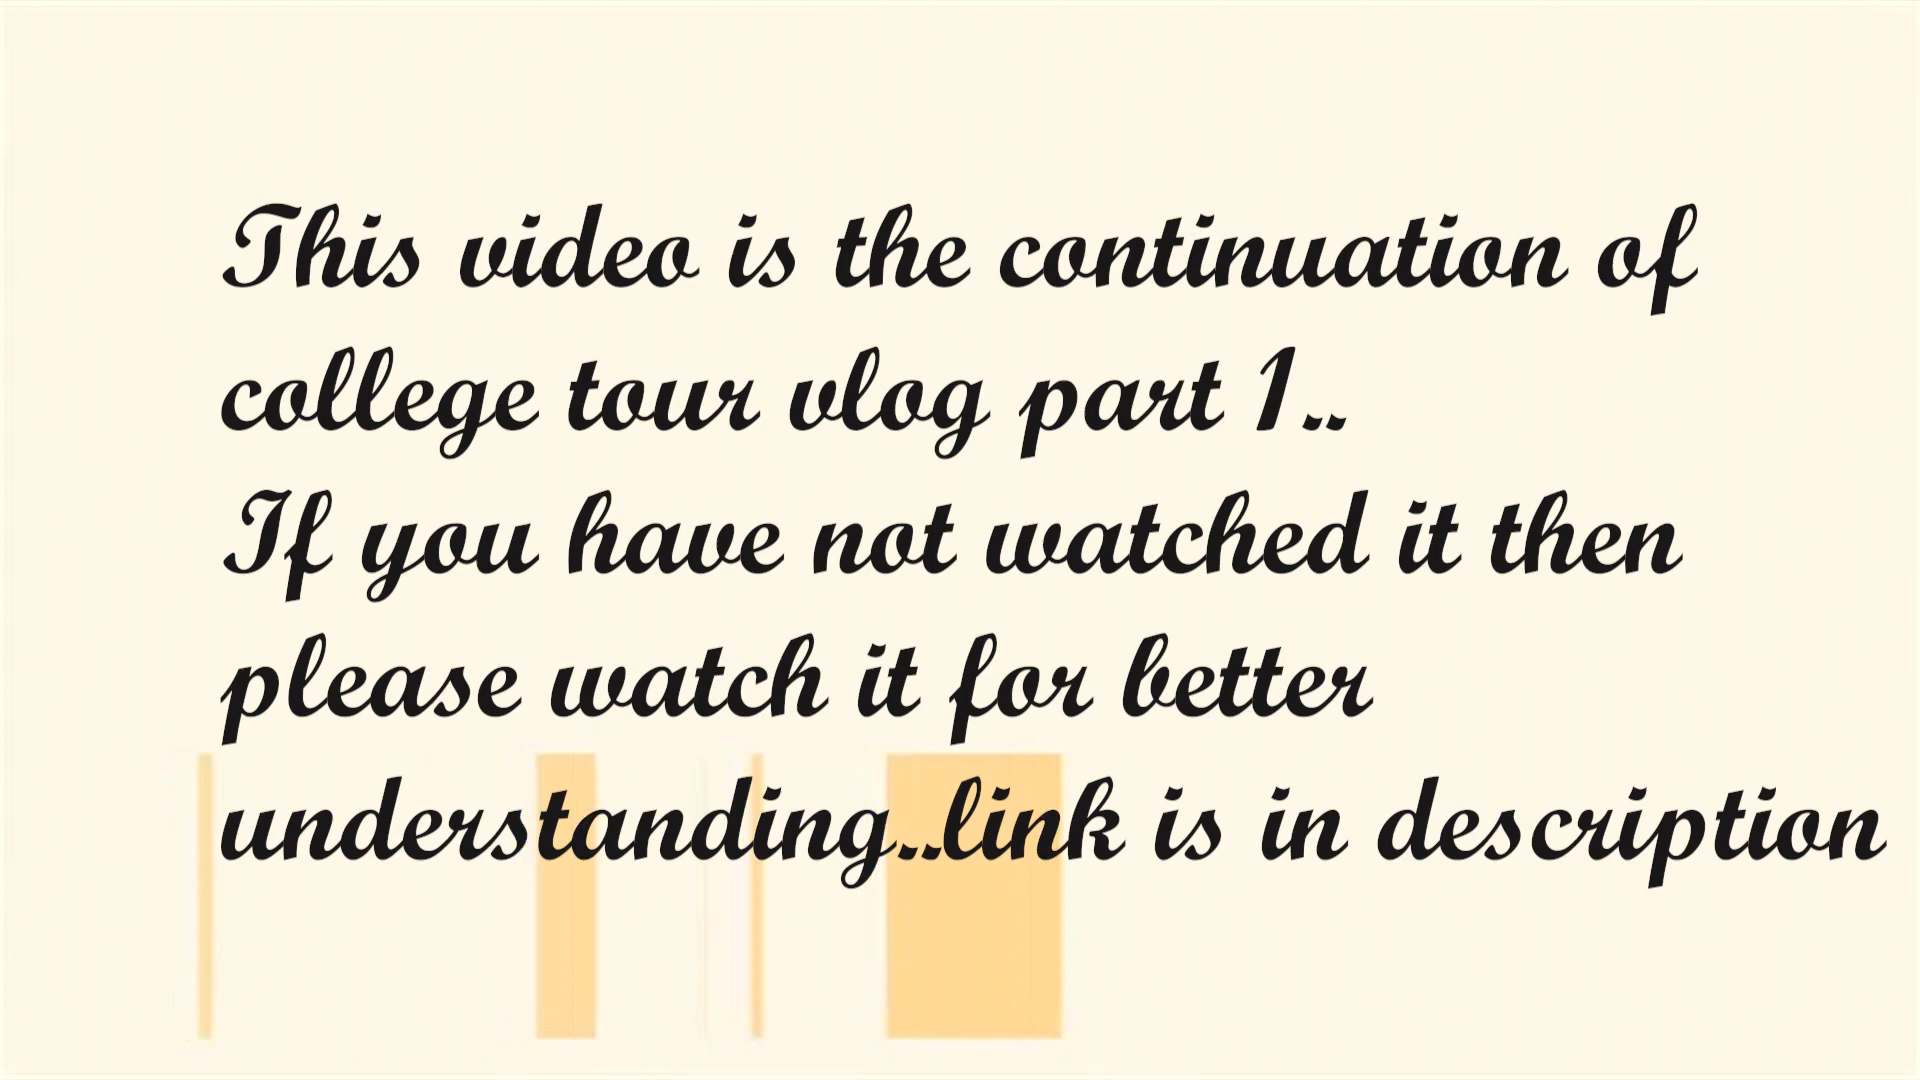 This video is the continuation of
college tour vlog part 1..
If you have not watched it then
please watch it for better
understanding..link is in description